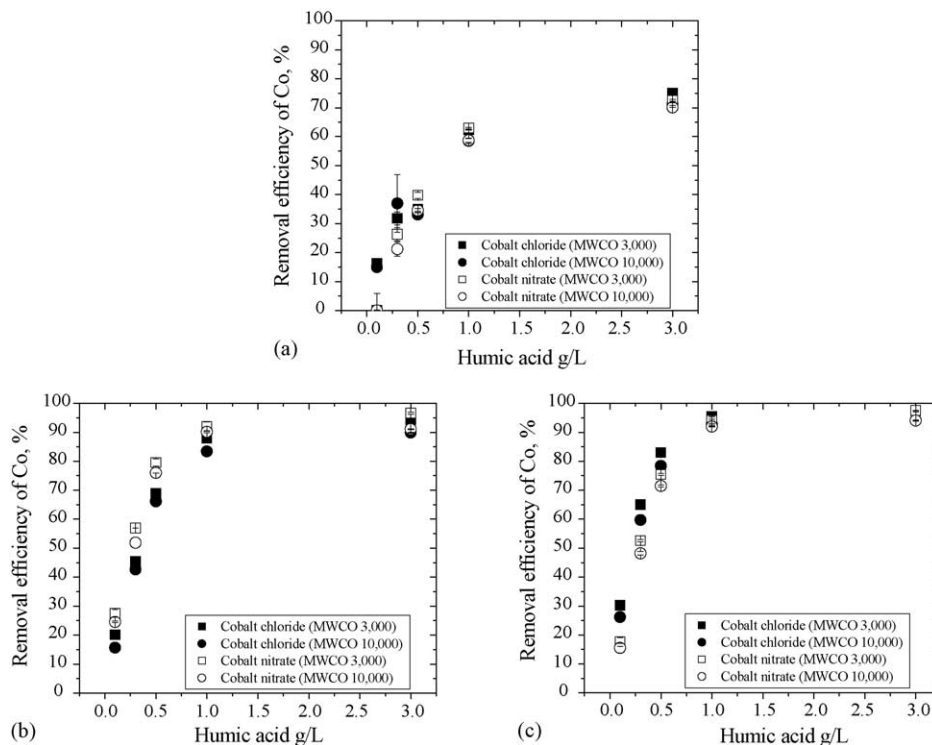 100
90
80
70
60
50
40
30
20
10
0
Removal efficiency of Co, %
Cobalt chloride (MWCO 3,000)
Cobalt chloride (MWCO 10,000)
Cobalt nitrate (MWCO 3,000)
Cobalt nitrate (MWCO 10,000)
0.0 0.5 1.0 1.5 2.0 2.5 3.0
Humic acid g/L
(a)
100
90
80
70
60
50
40
30
20
10
0
Removal efficiency of Co, %
Cobalt chloride (MWCO 3,000)
Cobalt chloride (MWCO 10,000)
Cobalt nitrate (MWCO 3,000)
Cobalt nitrate (MWCO 10,000)
0.0 0.5 1.0 1.5 2.0 2.5 3.0
Humic acid g/L
(b)
100
90
80
70
60
50
40
30
20
10
0
Removal efficiency of Co, %
Cobalt chloride (MWCO 3,000)
Cobalt chloride (MWCO 10,000)
Cobalt nitrate (MWCO 3,000)
Cobalt nitrate (MWCO 10,000)
0.0 0.5 1.0 1.5 2.0 2.5 3.0
Humic acid g/L
(c)